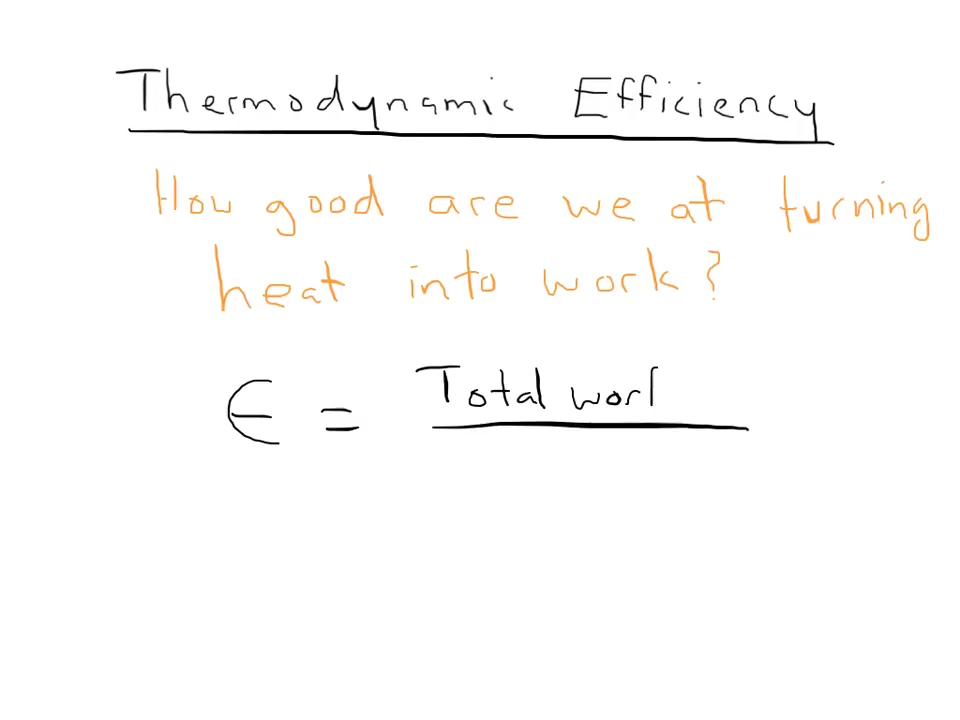 Thermodynamic Efficiency
How good are we at turning
heat into work?
ϵ = Total worl